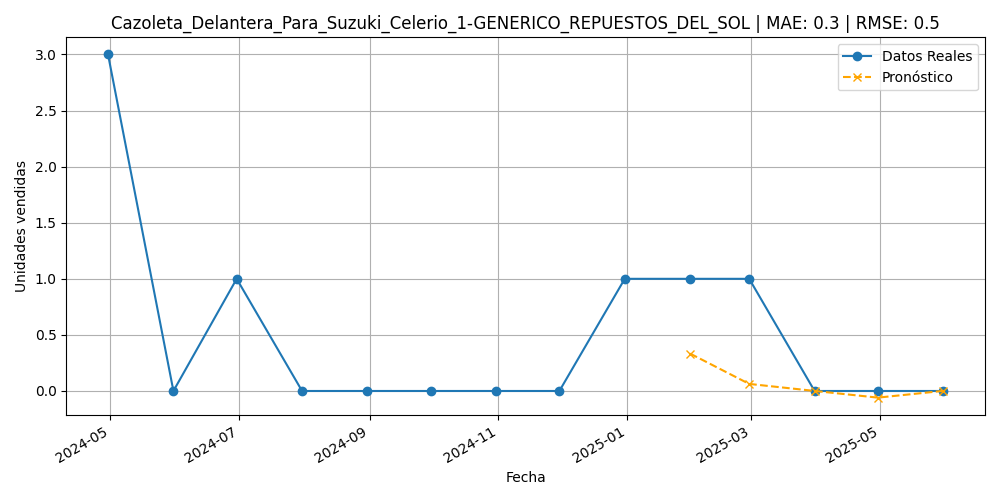 Cazoleta_Delantera_Para_Suzuki_Celerio_1-GENERICO_REPUESTOS_DEL_SOL | MAE: 0.3 | RMSE: 0.5
Datos Reales
Pronóstico
Unidades vendidas
3.0
2.5
2.0
1.5
1.0
0.5
0.0
2024-05
2024-07
2024-09
2024-11
2025-01
2025-03
2025-05
Fecha